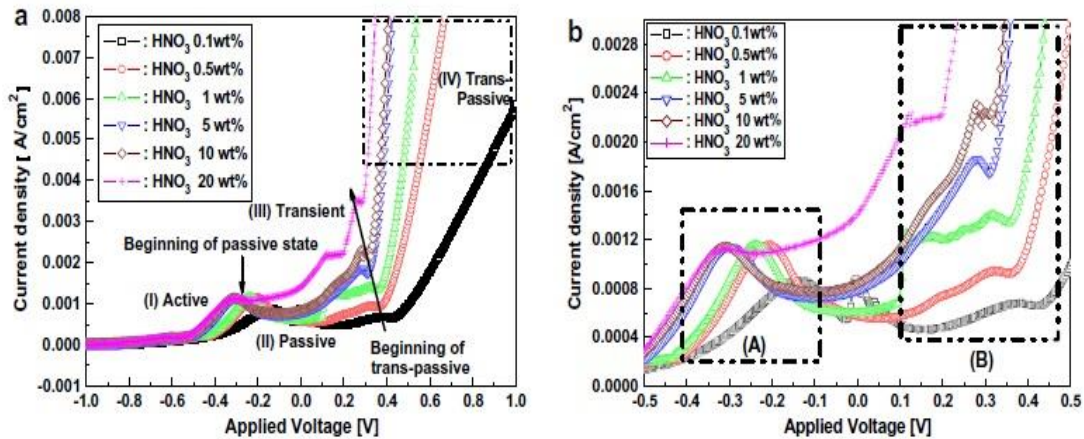 a
Current density [ A/cm²]
0.008
0.007
0.006
0.005
0.004
0.003
0.002
0.001
0.000
-0.001
: HNO₃ 0.1wt%
: HNO₃ 0.5wt%
: HNO₃ 1 wt%
: HNO₃ 5 wt%
: HNO₃ 10 wt%
: HNO₃ 20 wt%
(IV) Trans-
Passive
(III) Transient
Beginning of passive state
(I) Active
(II) Passive
Beginning of
trans-passive
-1.0 -0.8 -0.6 -0.4 -0.2 0.0 0.2 0.4 0.6 0.8 1.0
Applied Voltage [V]
b
Current density [A/cm²]
0.0028
0.0024
0.0020
0.0016
0.0012
0.0008
0.0004
0.0000
: HNO₃ 0.1wt%
: HNO₃ 0.5wt%
: HNO₃ 1 wt%
: HNO₃ 5 wt%
: HNO₃ 10 wt%
: HNO₃ 20 wt%
(A)
(B)
-0.5 -0.4 -0.3 -0.2 -0.1 0.0 0.1 0.2 0.3 0.4 0.5
Applied Voltage [V]